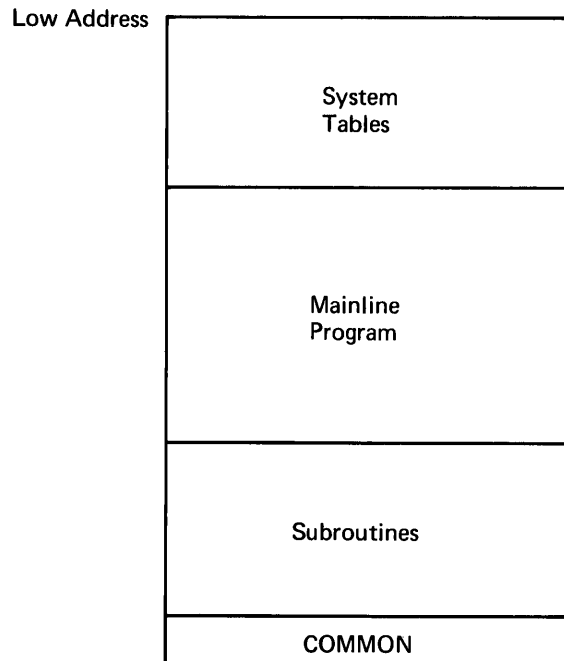 Low Address
System
Tables
Mainline
Program
Subroutines
COMMON